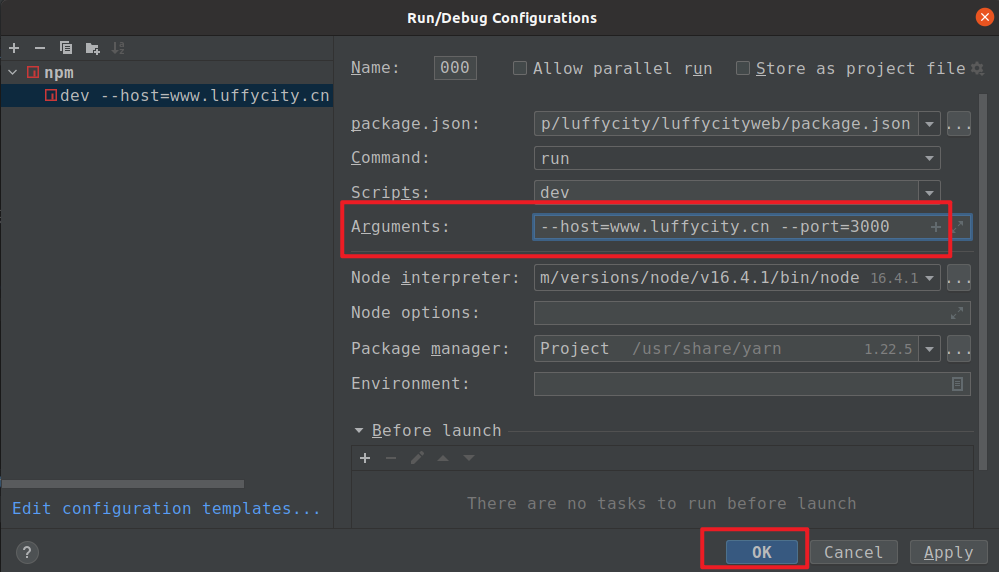 Run/Debug Configurations
npm
dev --host=www.luffycity.cn
Name: 000 Allow parallel run Store as project file
package.json: p/luffycity/luffycityweb/package.json ...
Command: run
Scripts: dev
Arguments: --host=www.luffycity.cn --port=3000
Node interpreter: m/versions/node/v16.4.1/bin/node 16.4.1 ...
Node options:
Package manager: Project /usr/share/yarn 1.22.5 ...
Environment:
Before launch
There are no tasks to run before launch
Edit configuration templates...
? OK Cancel Apply